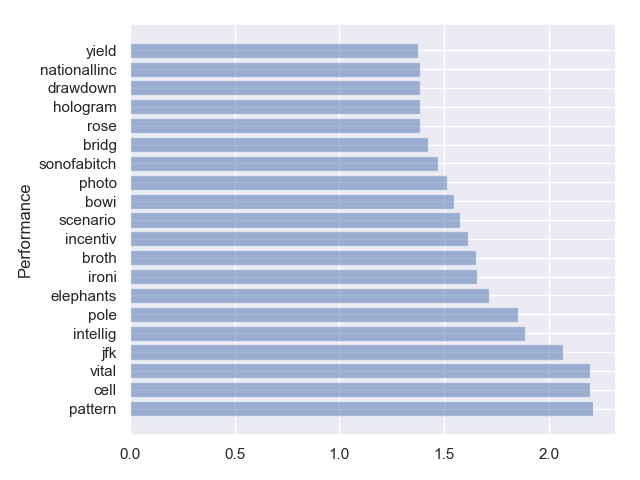 Performance
yield
nationallinc
drawdown
hologram
rose
bridg
sonofabitch
photo
bowi
scenario
incentiv
broth
ironi
elephants
pole
intellig
jfk
vital
cell
pattern
0.0 0.5 1.0 1.5 2.0